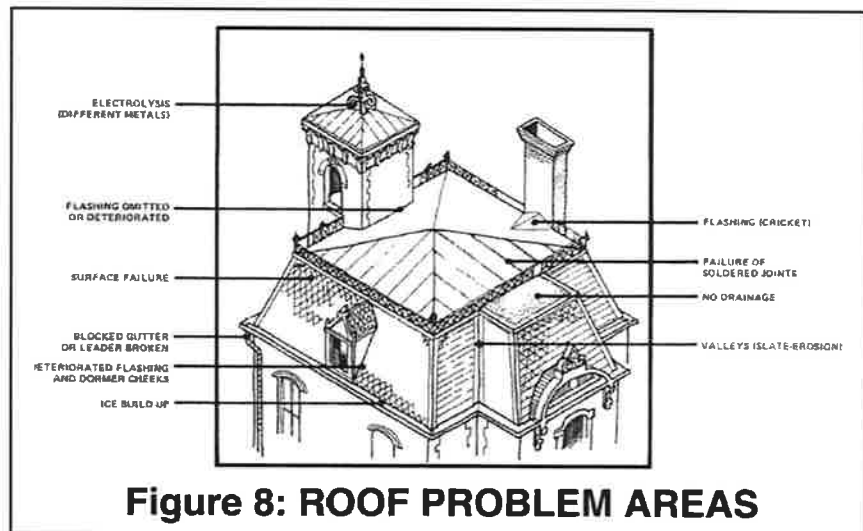 ELECTROLYSIS
(DIFFERENT METALS)
FLASHING OMITTED
OR DETERIORATED
SURFACE FAILURE
BLOCKED GUTTER
OR LEADER BROKEN
DETERIORATED FLASHING
AND DORMER CHEEKS
ICE BUILD UP
FLASHING (CRICKET)
FAILURE OF
SOLDERED JOINTS
NO DRAINAGE
VALLEYS (SLATE-EROSION)
Figure 8: ROOF PROBLEM AREAS